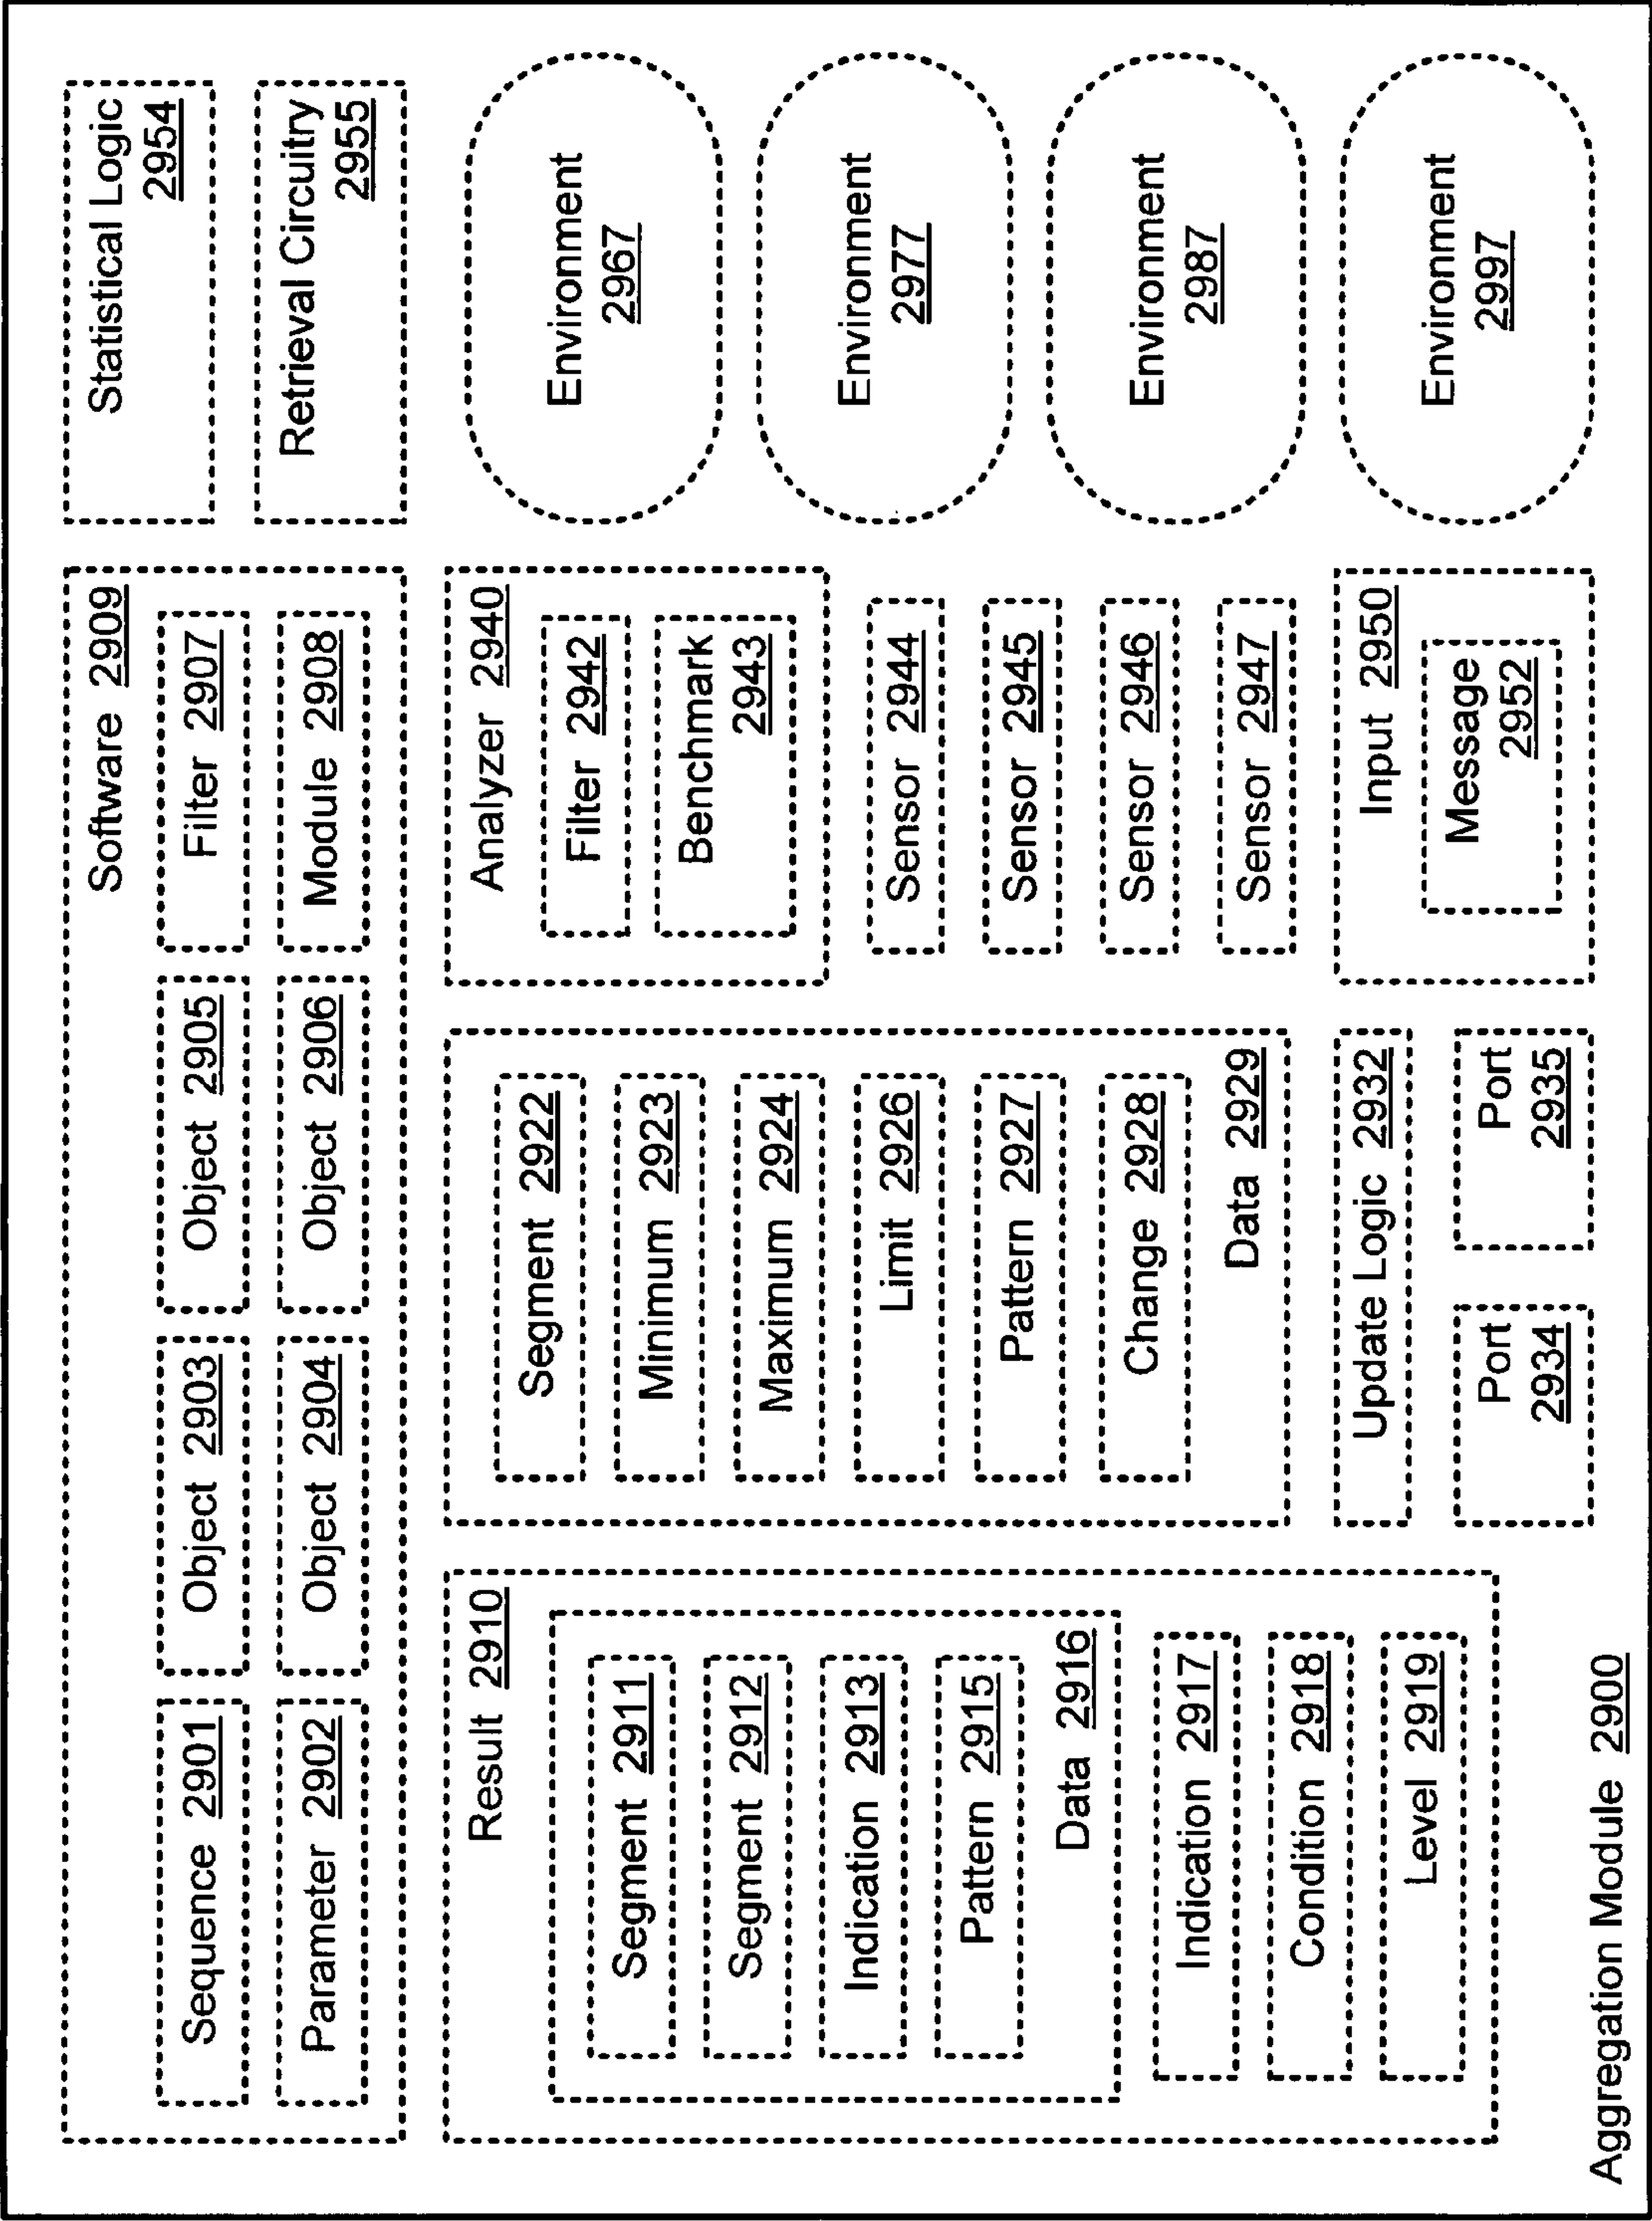 Software 2909
Sequence 2901
Object 2903
Object 2905
Filter 2907
Parameter 2902
Object 2904
Object 2906
Module 2908
Statistical Logic
2954
Retrieval Circuitry
2955
Result 2910
Segment 2911
Segment 2912
Indication 2913
Pattern 2915
Data 2916
Indication 2917
Condition 2918
Level 2919
Segment 2922
Minimum 2923
Maximum 2924
Limit 2926
Pattern 2927
Change 2928
Data 2929
Update Logic 2932
Port
2934
Port
2935
Analyzer 2940
Filter 2942
Benchmark
2943
Sensor 2944
Sensor 2945
Sensor 2946
Sensor 2947
Input 2950
Message
2952
Environment
2967
Environment
2977
Environment
2987
Environment
2997
Aggregation Module 2900